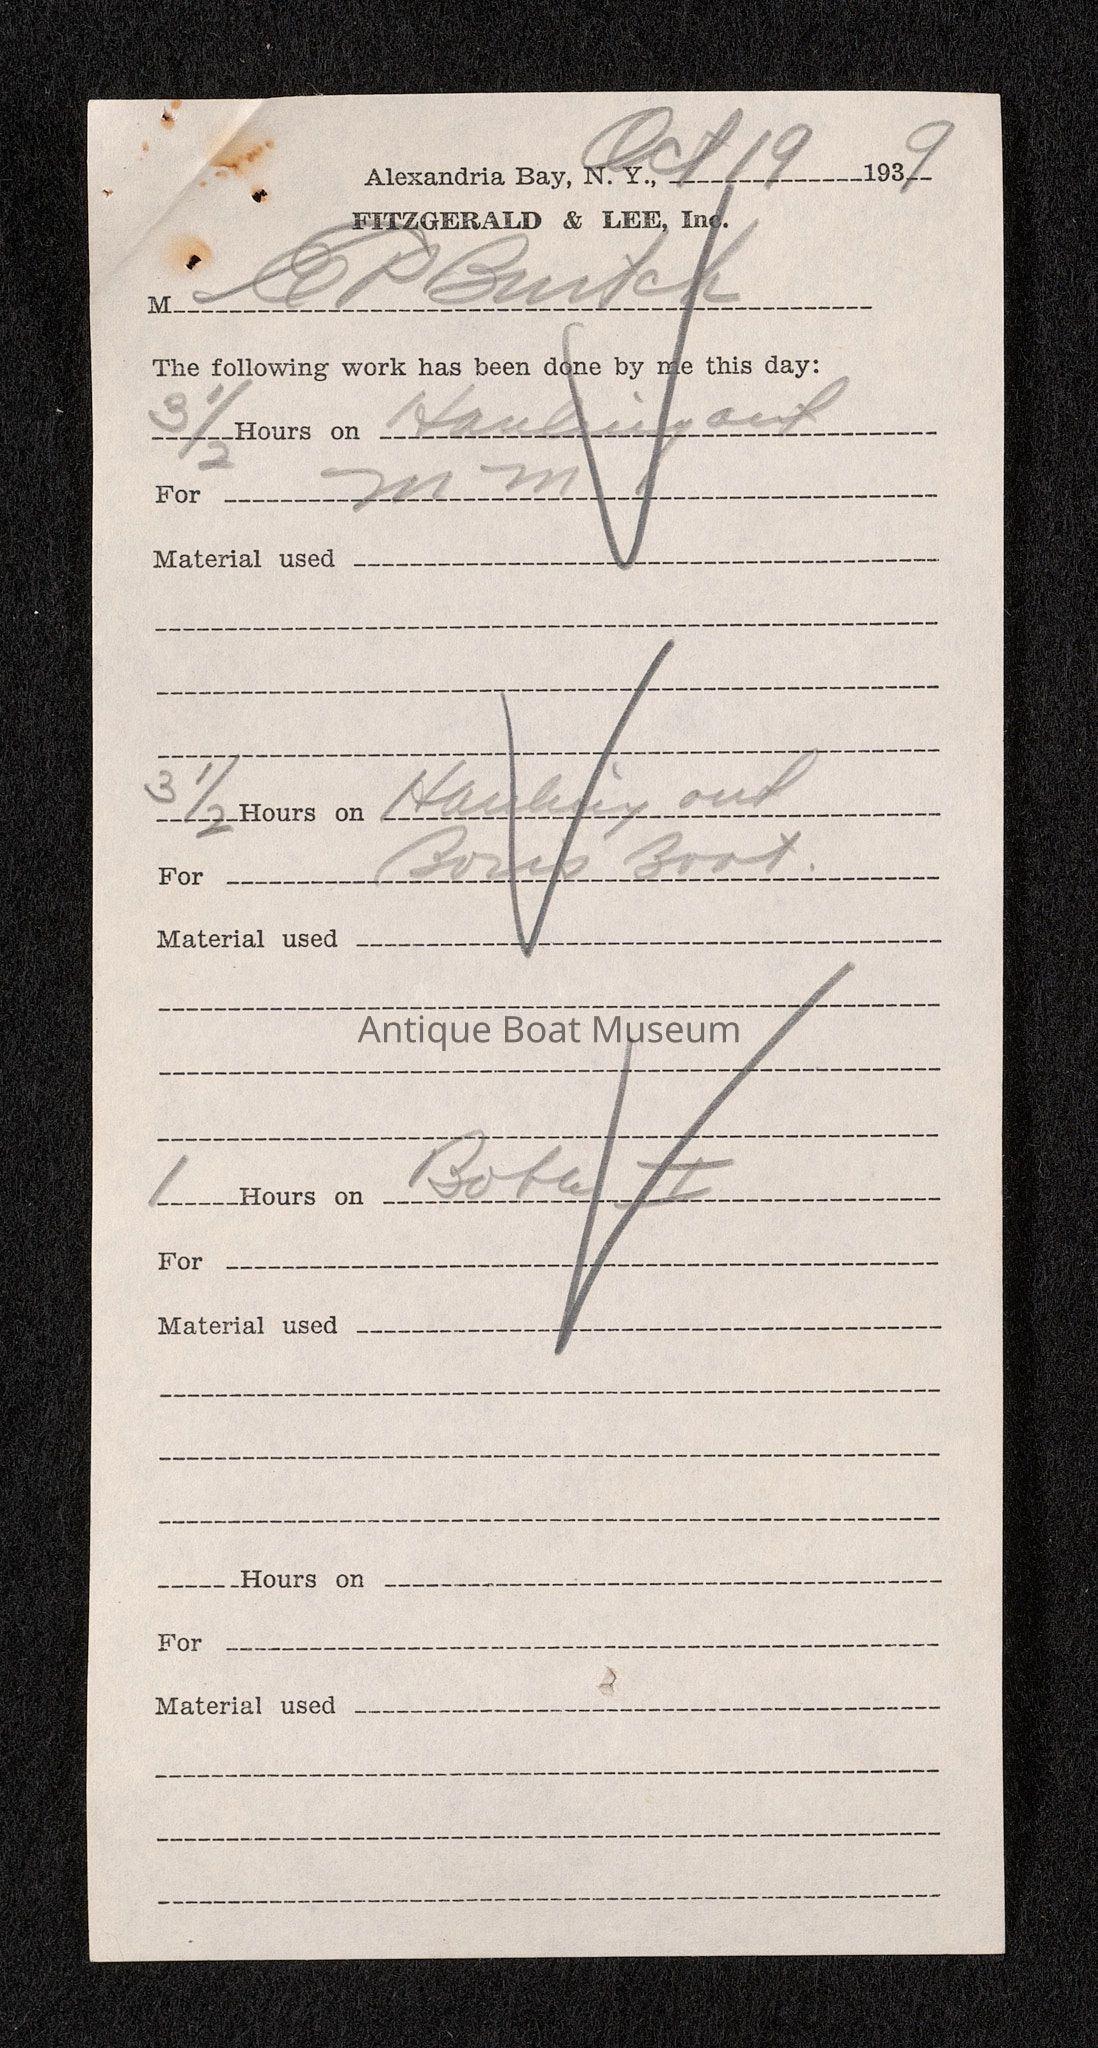 Alexandria Bay, N. Y., Oct 19 1939
FITZGERALD & LEE, Inc.
M E P Burtch
The following work has been done by me this day:
3 1/2 Hours on Hauling out
For M M
Material used
3 1/2 Hours on Hauling out
For Boat.
Material used
Antique Boat Museum
1 Hours on II
For
Material used
Hours on
For
Material used